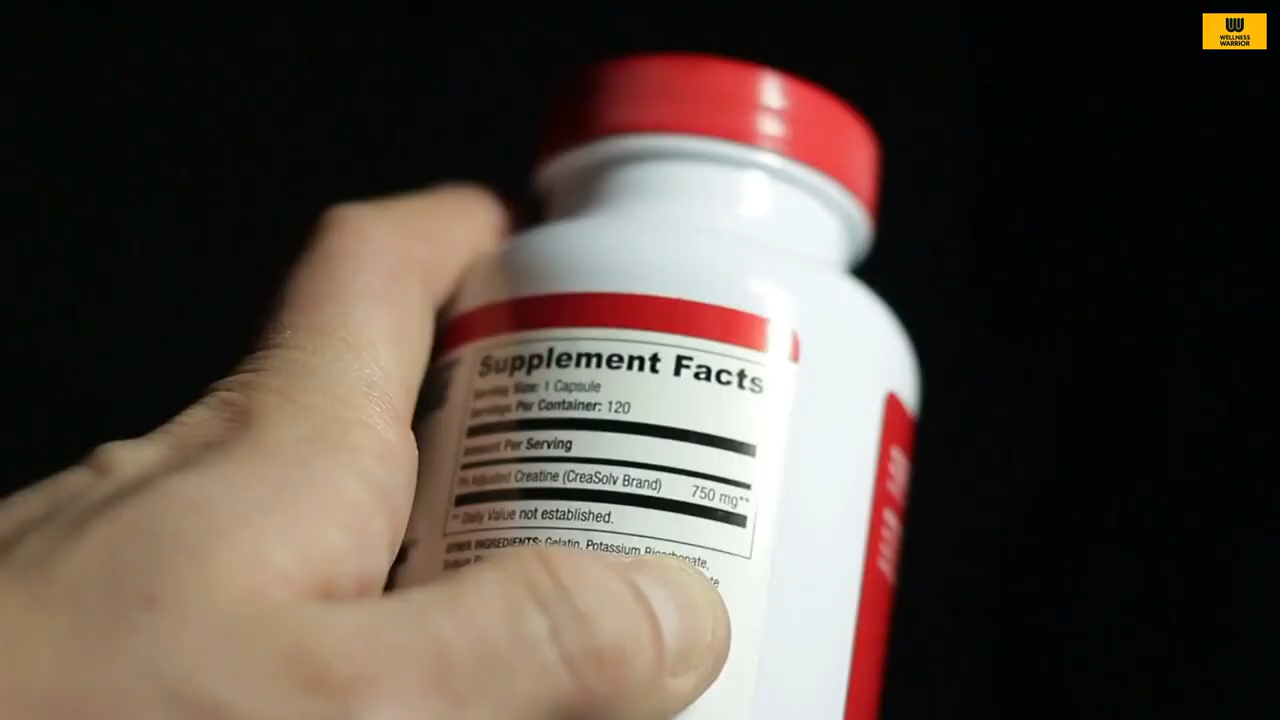 WELLNESS
WARRIOR
Supplement Facts
Serving Size: 1 Capsule
Servings Per Container: 120
Amount Per Serving
pH Adjusted Creatine (CreaSolv Brand) 750 mg**
** Daily Value not established.
OTHER INGREDIENTS: Gelatin, Potassium Bicarbonate,